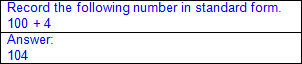 Record the following number in standard form.
100 + 4
Answer:
104